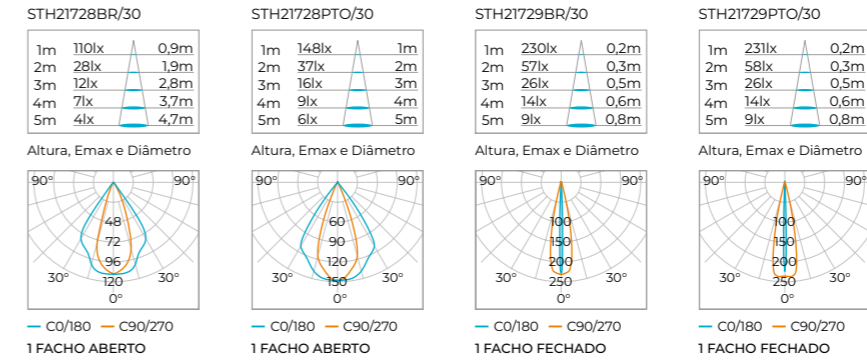 STH21728BR/30
1m 110lx 0,9m
2m 28lx 1,9m
3m 12lx 2,8m
4m 7lx 3,7m
5m 4lx 4,7m
Altura, Emax e Diâmetro
90° 90°
48
72
96
30° 120 30°
0°
C0/180 C90/270
1 FACHO ABERTO
STH21728PTO/30
1m 148lx 1m
2m 37lx 2m
3m 16lx 3m
4m 9lx 4m
5m 6lx 5m
Altura, Emax e Diâmetro
90° 90°
60
90
120
30° 150 30°
0°
C0/180 C90/270
1 FACHO ABERTO
STH21729BR/30
1m 230lx 0,2m
2m 57lx 0,3m
3m 26lx 0,5m
4m 14lx 0,6m
5m 9lx 0,8m
Altura, Emax e Diâmetro
90° 90°
100
150
200
30° 250 30°
0°
C0/180 C90/270
1 FACHO FECHADO
STH21729PTO/30
1m 231lx 0,2m
2m 58lx 0,3m
3m 26lx 0,5m
4m 14lx 0,6m
5m 9lx 0,8m
Altura, Emax e Diâmetro
90° 90°
100
150
200
30° 250 30°
0°
C0/180 C90/270
1 FACHO FECHADO